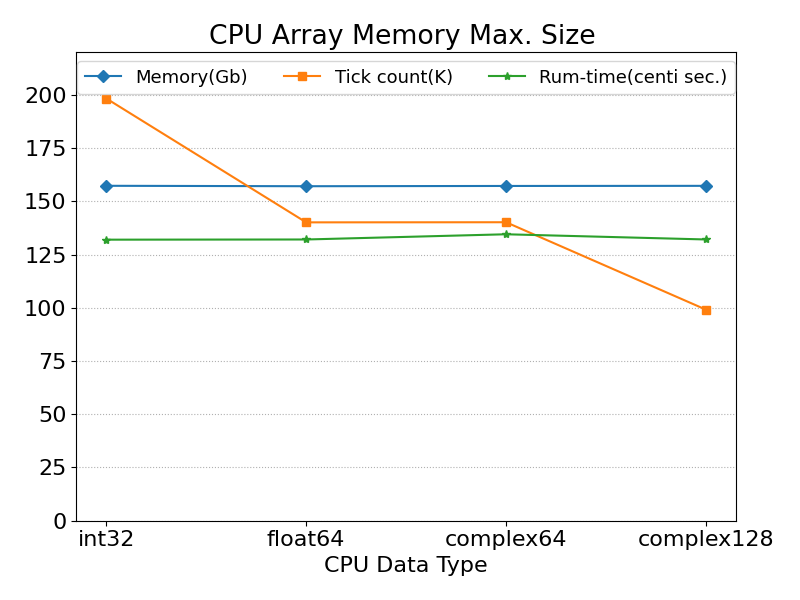 CPU Array Memory Max. Size
Memory(Gb) Tick count(K) Rum-time(centi sec.)
200
175
150
125
100
75
50
25
0
int32 float64 complex64 complex128
CPU Data Type